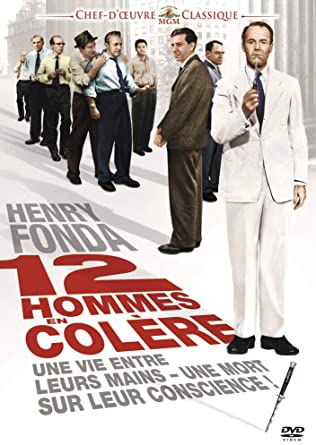 CHEF-D'ŒUVRE MGM CLASSIQUE
HENRY
FONDA
12
HOMMES
EN
COLÈRE
UNE VIE ENTRE
LEURS MAINS – UNE MORT
SUR LEUR CONSCIENCE !
DVD
VIDEO